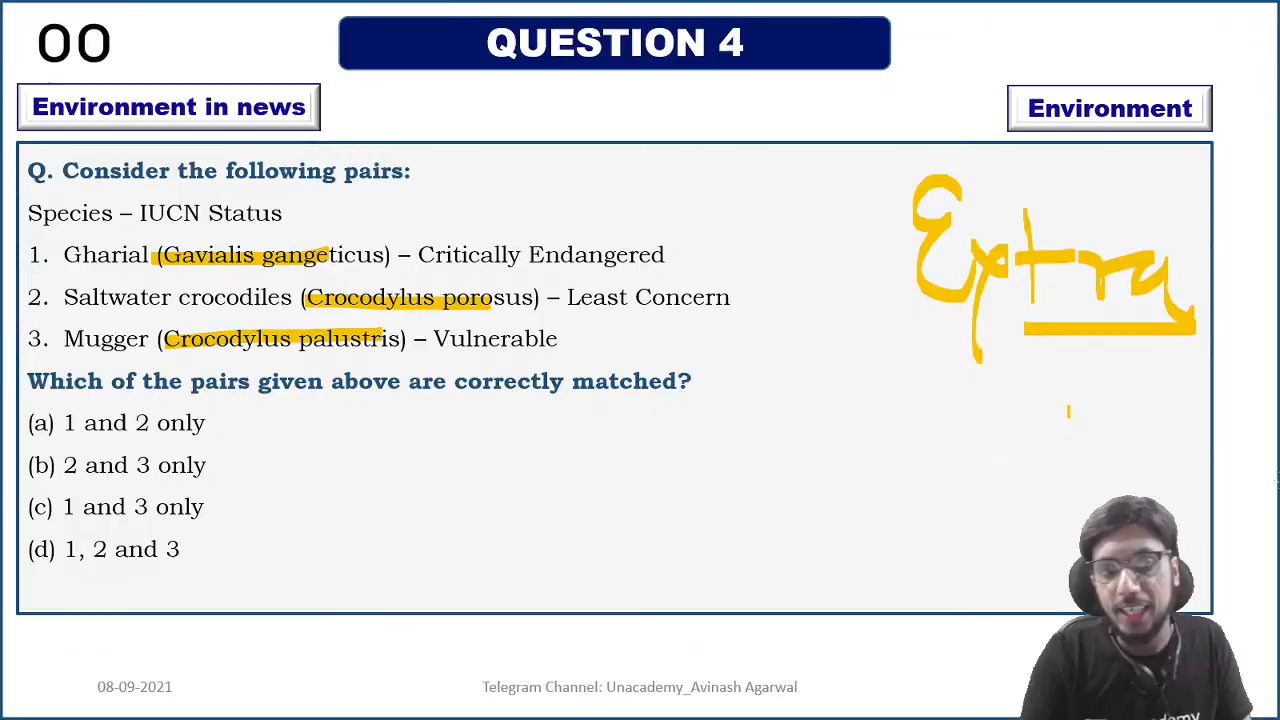 OO
QUESTION 4
Environment in news
Environment
Q. Consider the following pairs:
Species – IUCN Status
1. Gharial (Gavialis gangeticus) – Critically Endangered
2. Saltwater crocodiles (Crocodylus porosus) – Least Concern
3. Mugger (Crocodylus palustris) – Vulnerable
Which of the pairs given above are correctly matched?
(a) 1 and 2 only
(b) 2 and 3 only
(c) 1 and 3 only
(d) 1, 2 and 3
Extra
08-09-2021
Telegram Channel: Unacademy_Avinash Agarwal